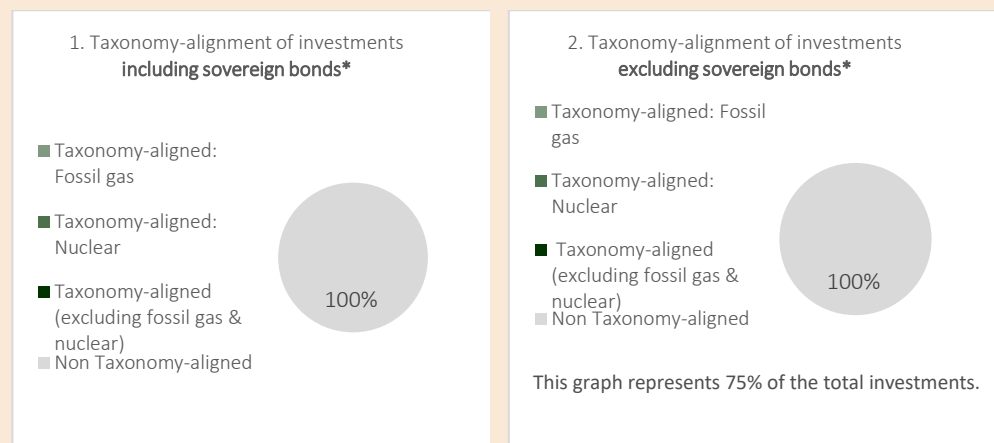 1. Taxonomy-alignment of investments
including sovereign bonds*
Taxonomy-aligned:
Fossil gas
Taxonomy-aligned:
Nuclear
Taxonomy-aligned
(excluding fossil gas &
nuclear)
Non Taxonomy-aligned
100%
2. Taxonomy-alignment of investments
excluding sovereign bonds*
Taxonomy-aligned: Fossil
gas
Taxonomy-aligned:
Nuclear
Taxonomy-aligned
(excluding fossil gas &
nuclear)
Non Taxonomy-aligned
100%
This graph represents 75% of the total investments.